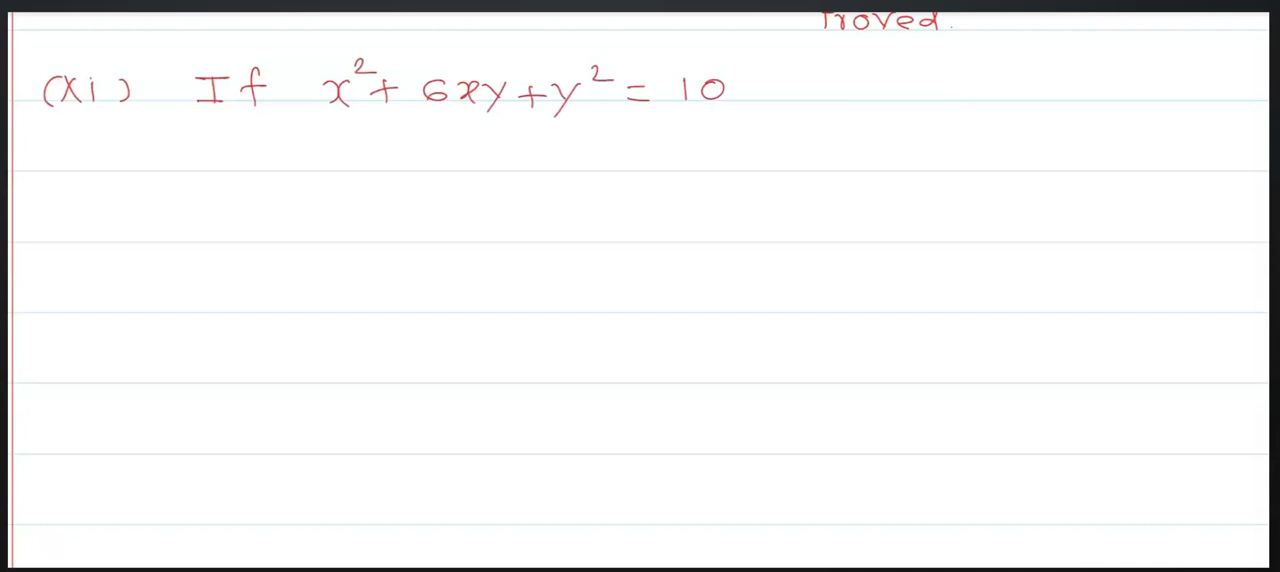 Proved.
(xi) If x²+ 6xy+y² = 10